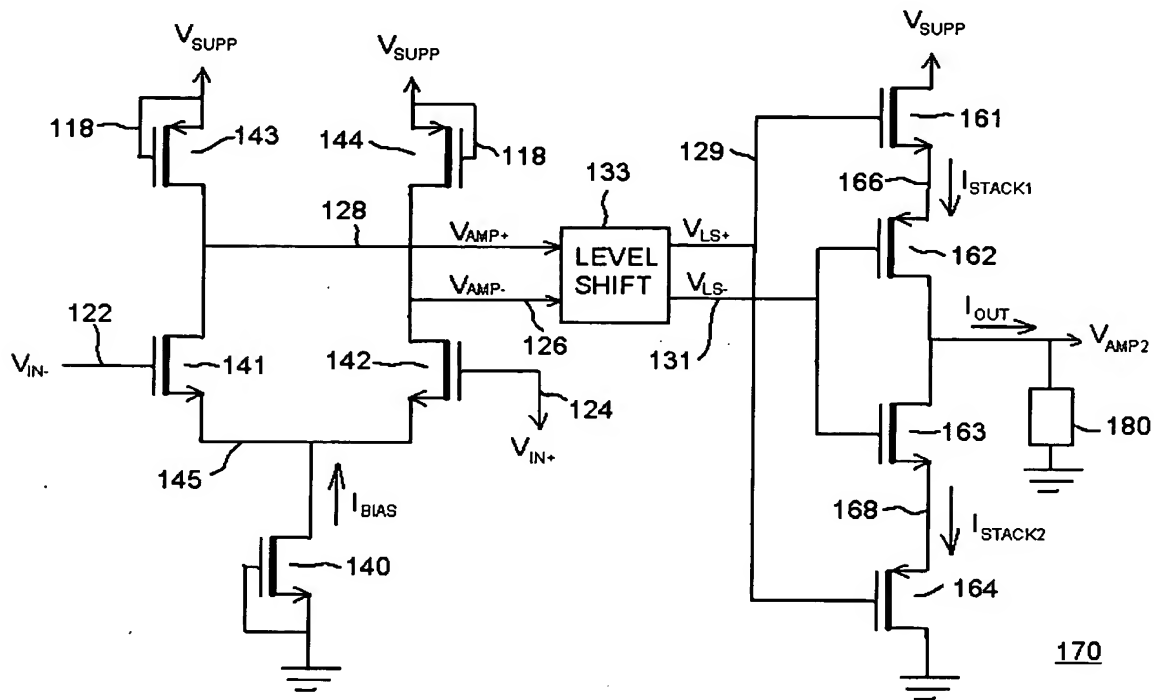 V_SUPP
V_SUPP
V_SUPP
118
143
144
118
129
161
133
166
I_STACK1
128
V_AMP+
LEVEL
SHIFT
V_LS+
162
V_AMP-
V_LS-
122
126
131
I_OUT
V_AMP2
V_IN-
141
142
124
163
180
V_IN+
145
I_BIAS
168
I_STACK2
140
164
170